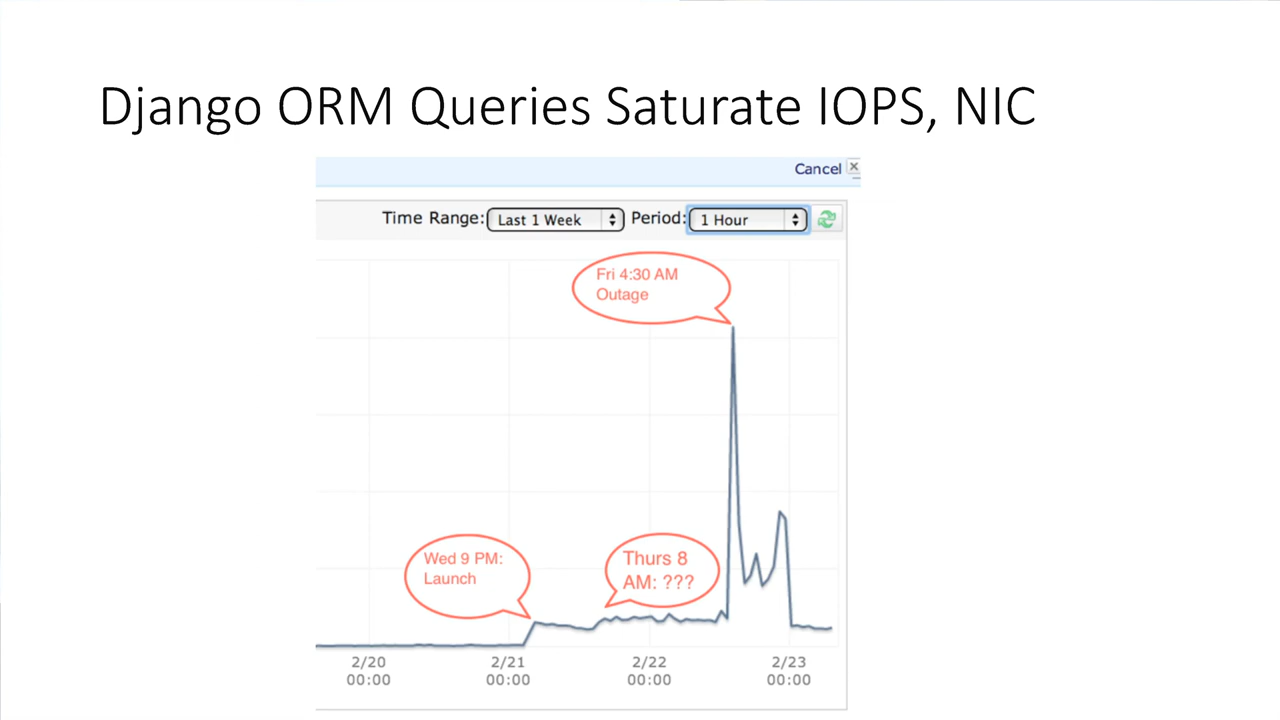 Django ORM Queries Saturate IOPS, NIC
Cancel
Time Range: Last 1 Week Period: 1 Hour
Fri 4:30 AM
Outage
Wed 9 PM:
Launch
Thurs 8
AM: ???
2/20 2/21 2/22 2/23
00:00 00:00 00:00 00:00